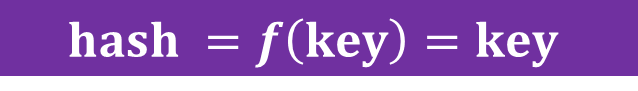 hash = f(key) = key